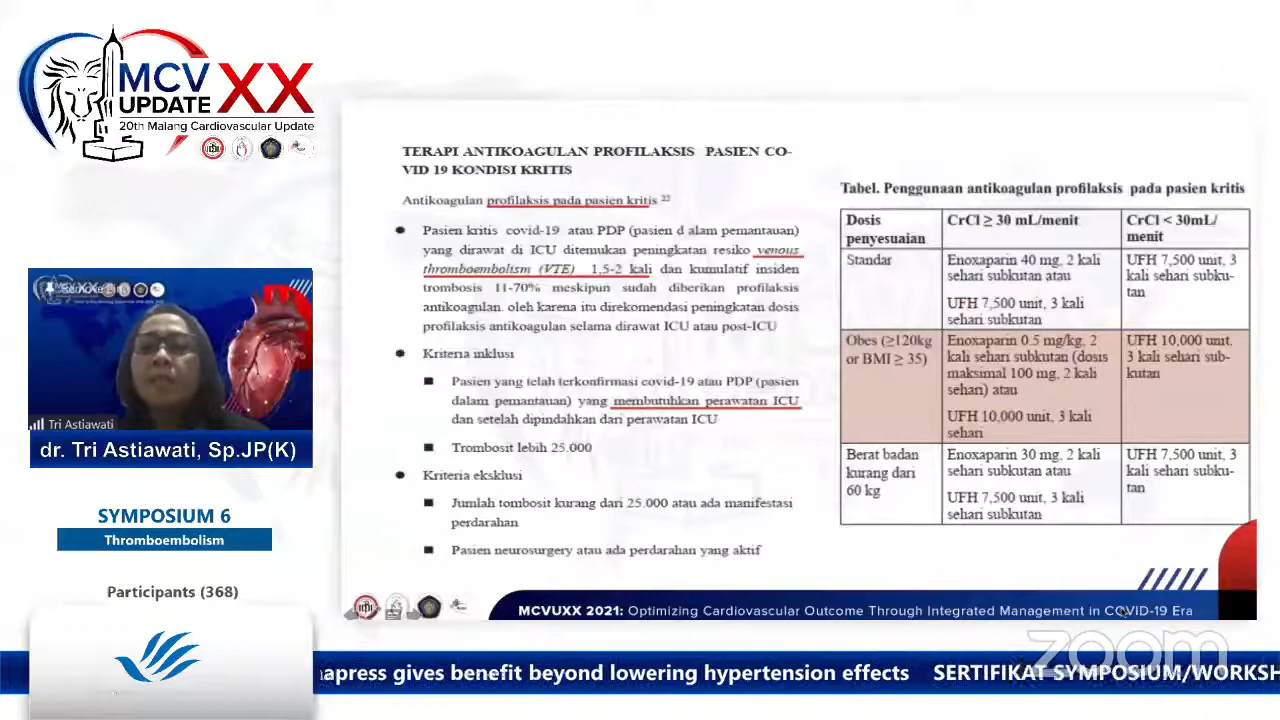 MCV XX
UPDATE
20th Malang Cardiovascular Update
Tri Astiawati
dr. Tri Astiawati, Sp.JP(K)
SYMPOSIUM 6
Thromboembolism
Participants (368)
TERAPI ANTIKOAGULAN PROFILAKSIS PASIEN CO-
VID 19 KONDISI KRITIS
Antikoagulan profilaksis pada pasien kritis
Pasien kritis covid-19 atau PDP (pasien d alam pemantauan)
yang dirawat di ICU ditemukan peningkatan resiko venous
thromboembolism (VTE) 1,5-2 kali dan kumulatif insiden
trombosis 11-70% meskipun sudah diberikan profilaksis
antikoagulan. oleh karena itu direkomendasi peningkatan dosis
profilaksis antikoagulan selama dirawat ICU atau post-ICU
Kriteria inklusi
Pasien yang telah terkonfirmasi covid-19 atau PDP (pasien
dalam pemantauan) yang membutuhkan perawatan ICU
dan setelah dipindahkan dari perawatan ICU
Trombosit lebih 25.000
Kriteria eksklusi
Jumlah tombosit kurang dari 25.000 atau ada manifestasi
perdarahan
Pasien neurosurgery atau ada perdarahan yang aktif
Tabel. Penggunaan antikoagulan profilaksis pada pasien kritis
Dosis
penyesuaian
CrCl ≥ 30 mL/menit
CrCl < 30mL/
menit
Standar
Enoxaparin 40 mg, 2 kali
sehari subkutan atau
UFH 7,500 unit, 3 kali
sehari subkutan
UFH 7,500 unit, 3
kali sehari subku-
tan
Obes (≥120kg
or BMI ≥ 35)
Enoxaparin 0.5 mg/kg, 2
kali sehari subkutan (dosis
maksimal 100 mg, 2 kali
sehari) atau
UFH 10,000 unit, 3 kali
sehari
UFH 10,000 unit,
3 kali sehari sub-
kutan
Berat badan
kurang dari
60 kg
Enoxaparin 30 mg, 2 kali
sehari subkutan atau
UFH 7,500 unit, 3 kali
sehari subkutan
UFH 7,500 unit, 3
kali sehari subku-
tan
MCVUXX 2021: Optimizing Cardiovascular Outcome Through Integrated Management in COVID-19 Era
zoom
apress gives benefit beyond lowering hypertension effects SERTIFIKAT SYMPOSIUM/WORKSH